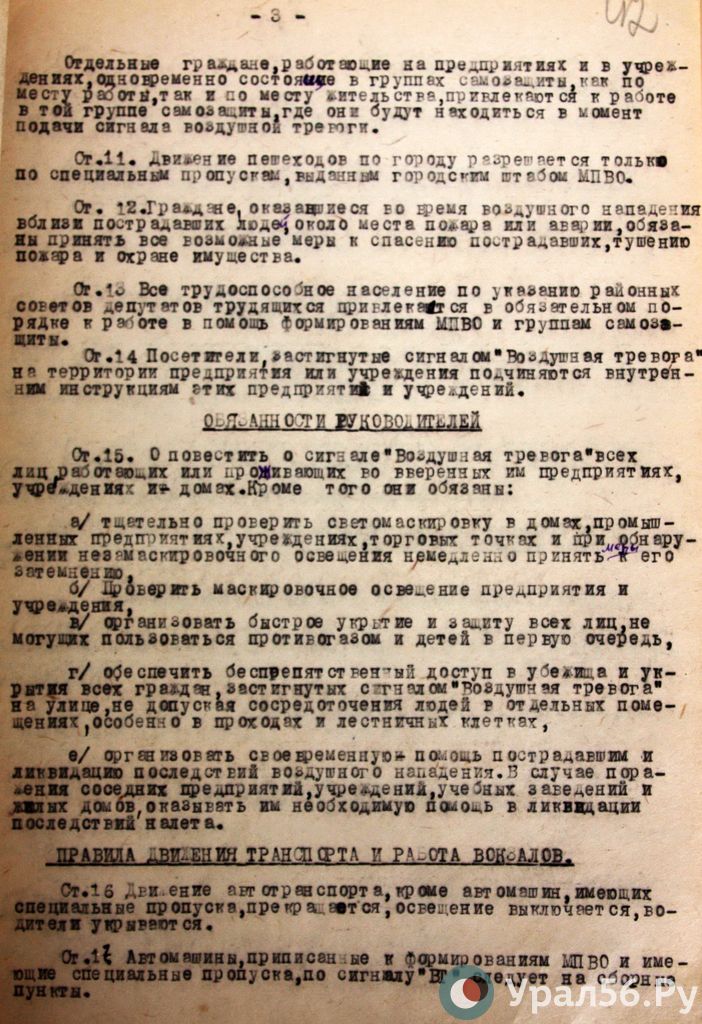 - 3 -
Отдельные граждане,работающие на предприятиях и в учреж-
дениях,одновременно состоящие в группах самозащиты,как по
месту работы,так и по месту жительства,привлекаются к работе
в той группе самозащиты,где они будут находиться в момент
подачи сигнала воздушной тревоги.
Ст.11. Движение пешеходов по городу разрешается только
по специальным пропускам,выданным городским штабом МПВО.
Ст. 12.Граждане,оказавшиеся во время воздушного нападения
вблизи пострадавших людей,около места пожара или аварии,обяза-
ны принять все возможные меры к спасению пострадавших,тушению
пожара и охране имущества.
Ст.13 Все трудоспособное население по указанию районных
советов депутатов трудящихся привлекается в обязательном по-
рядке к работе в помощь формированиям МПВО и группам самоза-
щиты.
Ст.14 Посетители,застигнутые сигналом"Воздушная тревога"
на территории предприятия или учреждения подчиняются внутрен-
ним инструкциям этих предприятий и учреждений.
ОБЯЗАННОСТИ РУКОВОДИТЕЛЕЙ
Ст.15. О повестить о сигнале"Воздушная тревога"всех
лиц,работающих или проживающих во вверенных им предприятиях,
учреждениях и домах.Кроме того они обязаны:
а/ тщательно проверить светомаскировку в домах,промыш-
ленных предприятиях,учреждениях,торговых точках и при обнару-
жении незамаскировочного освещения немедленно принять меры к его
затемнению,
б/ Проверить маскировочное освещение предприятия и
учреждения,
в/ организовать быстрое укрытие и защиту всех лиц,не
могущих пользоваться противогазом и детей в первую очередь,
г/ обеспечить беспрепятственный доступ в убежища и ук-
рытия всех граждан,застигнутых сигналом"Воздушная тревога"
на улице,не допуская сосредоточения людей в отдельных поме-
щениях,особенно в проходах и лестничных клетках,
е/ организовать своевременную помощь пострадавшим и
ликвидацию последствий воздушного нападения.В случае пора-
жения соседних предприятий,учреждений,учебных заведений и
жилых домов,оказывать им необходимую помощь в ликвидации
последствий налета.
ПРАВИЛА ДВИЖЕНИЯ ТРАНСПОРТА И РАБОТА ВОКЗАЛОВ.
Ст.16 Движение автотранспорта,кроме автомашин,имеющих
специальные пропуска,прекращается,освещение выключается,во-
дители укрываются.
Ст.17 Автомашины,приписанные к формированиям МПВО и име-
ющие специальные пропуска,по сигналу"ВТ" следует на сборные
пункты.
Урал56.Ру